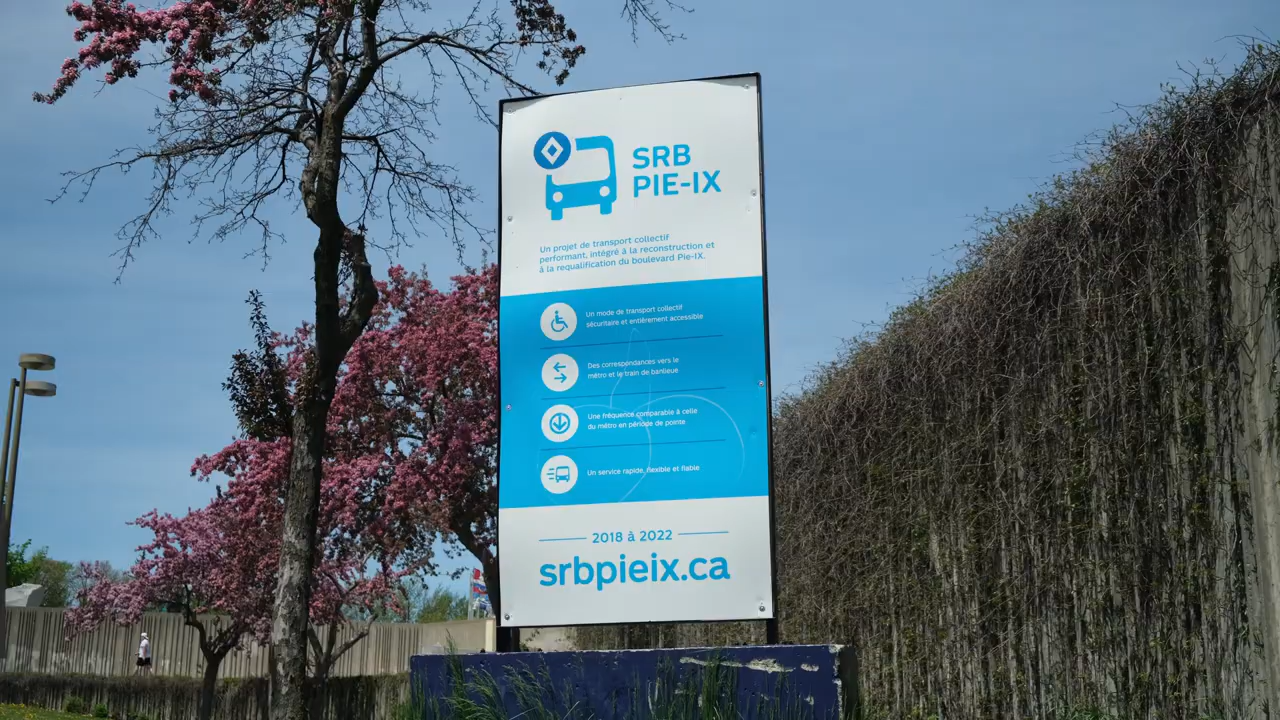 SRB
PIE-IX
Un projet de transport collectif
performant, intégré à la reconstruction et
à la requalification du boulevard Pie-IX.
Un mode de transport collectif
sécuritaire et entièrement accessible
Des correspondances vers le
métro et le train de banlieue
Une fréquence comparable à celle
du métro en période de pointe
Un service rapide, flexible et fiable
2018 à 2022
srbpieix.ca